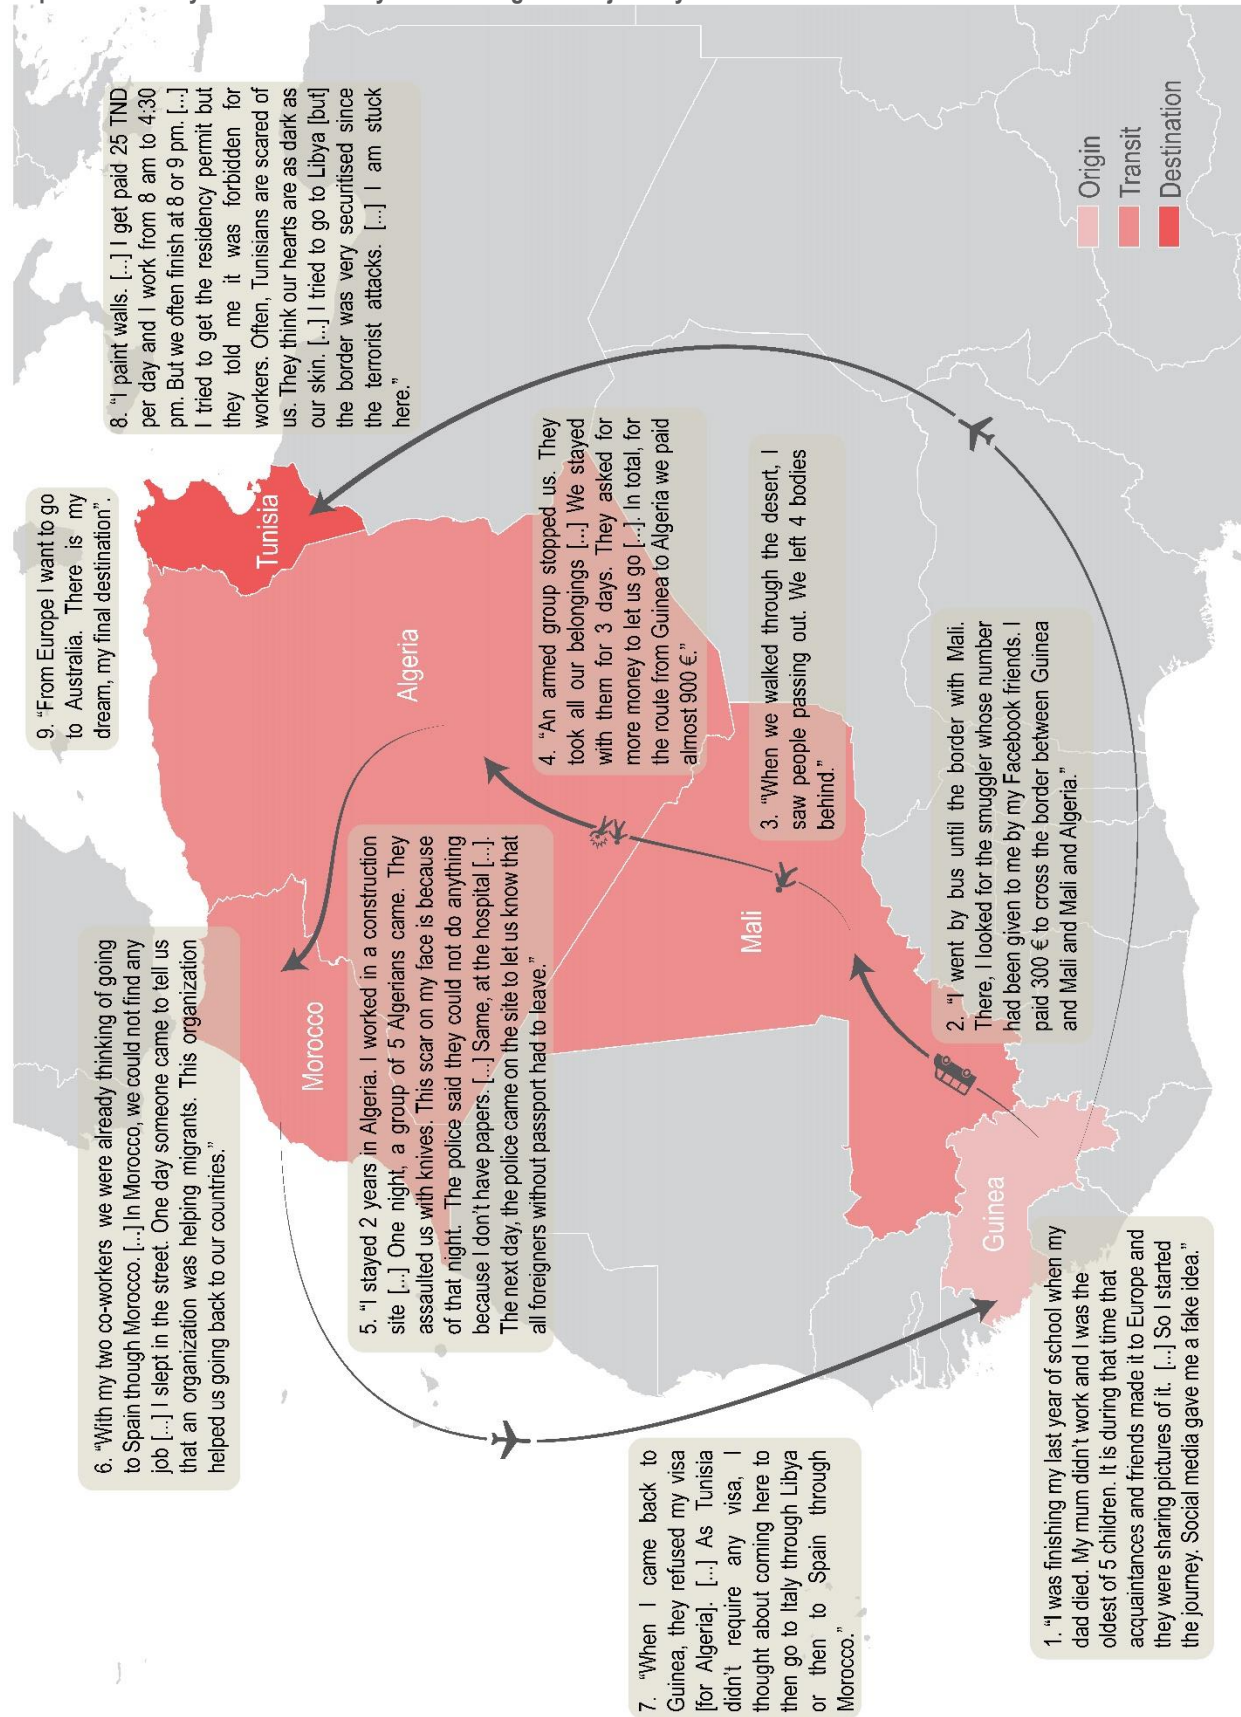 1. “I was finishing my last year of school when my
dad died. My mum didn’t work and I was the
oldest of 5 children. It is during that time that
acquaintances and friends made it to Europe and
they were sharing pictures of it. [...] So I started
the journey. Social media gave me a fake idea.”
2. “I went by bus until the border with Mali.
There, I looked for the smuggler whose number
had been given to me by my Facebook friends. I
paid 300 € to cross the border between Guinea
and Mali and Mali and Algeria.”
3. “When we walked through the desert, I
saw people passing out. We left 4 bodies
behind.”
4. “An armed group stopped us. They
took all our belongings [...] We stayed
with them for 3 days. They asked for
more money to let us go [...]. In total, for
the route from Guinea to Algeria we paid
almost 900 €.”
5. “I stayed 2 years in Algeria. I worked in a construction
site [...] One night, a group of 5 Algerians came. They
assaulted us with knives. This scar on my face is because
of that night. The police said they could not do anything
because I don’t have papers. [...] Same, at the hospital [...].
The next day, the police came on the site to let us know that
all foreigners without passport had to leave.”
6. “With my two co-workers we were already thinking of going
to Spain though Morocco. [...] In Morocco, we could not find any
job [...] I slept in the street. One day someone came to tell us
that an organization was helping migrants. This organization
helped us going back to our countries.”
7. “When I came back to
Guinea, they refused my visa
[for Algeria]. [...] As Tunisia
didn’t require any visa, I
thought about coming here to
then go to Italy through Libya
or then to Spain through
Morocco.”
8. “I paint walls. [...] I get paid 25 TND
per day and I work from 8 am to 4:30
pm. But we often finish at 8 or 9 pm. [...]
I tried to get the residency permit but
they told me it was forbidden for
workers. Often, Tunisians are scared of
us. They think our hearts are as dark as
our skin. [...] I tried to go to Libya [but]
the border was very securitised since
the terrorist attacks. [...] I am stuck
here.”
9. “From Europe I want to go
to Australia. There is my
dream, my final destination”.
Morocco
Algeria
Tunisia
Mali
Guinea
Origin
Transit
Destination